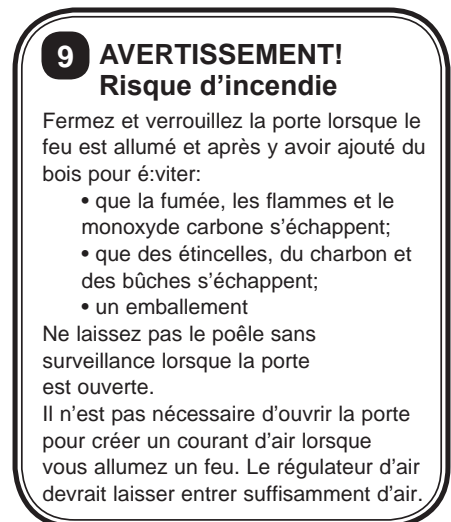 9 AVERTISSEMENT!
Risque d’incendie
Fermez et verrouillez la porte lorsque le
feu est allumé et après y avoir ajouté du
bois pour é:viter:
• que la fumée, les flammes et le
monoxyde carbone s’échappent;
• que des étincelles, du charbon et
des bûches s’échappent;
• un emballement
Ne laissez pas le poêle sans
surveillance lorsque la porte
est ouverte.
Il n’est pas nécessaire d’ouvrir la porte
pour créer un courant d’air lorsque
vous allumez un feu. Le régulateur d’air
devrait laisser entrer suffisamment d’air.